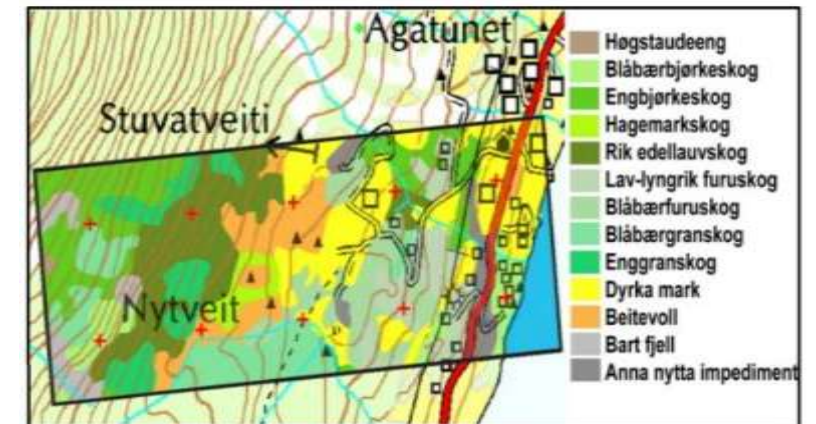 Agatunet
Stuvatveiti
Nytveit
Høgstaudeeng
Blåbærbjørkeskog
Engbjørkeskog
Hagemarkskog
Rik edellauvskog
Lav-lyngrik furuskog
Blåbærfuruskog
Blåbærgranskog
Enggranskog
Dyrka mark
Beitevoll
Bart fjell
Anna nytta impediment